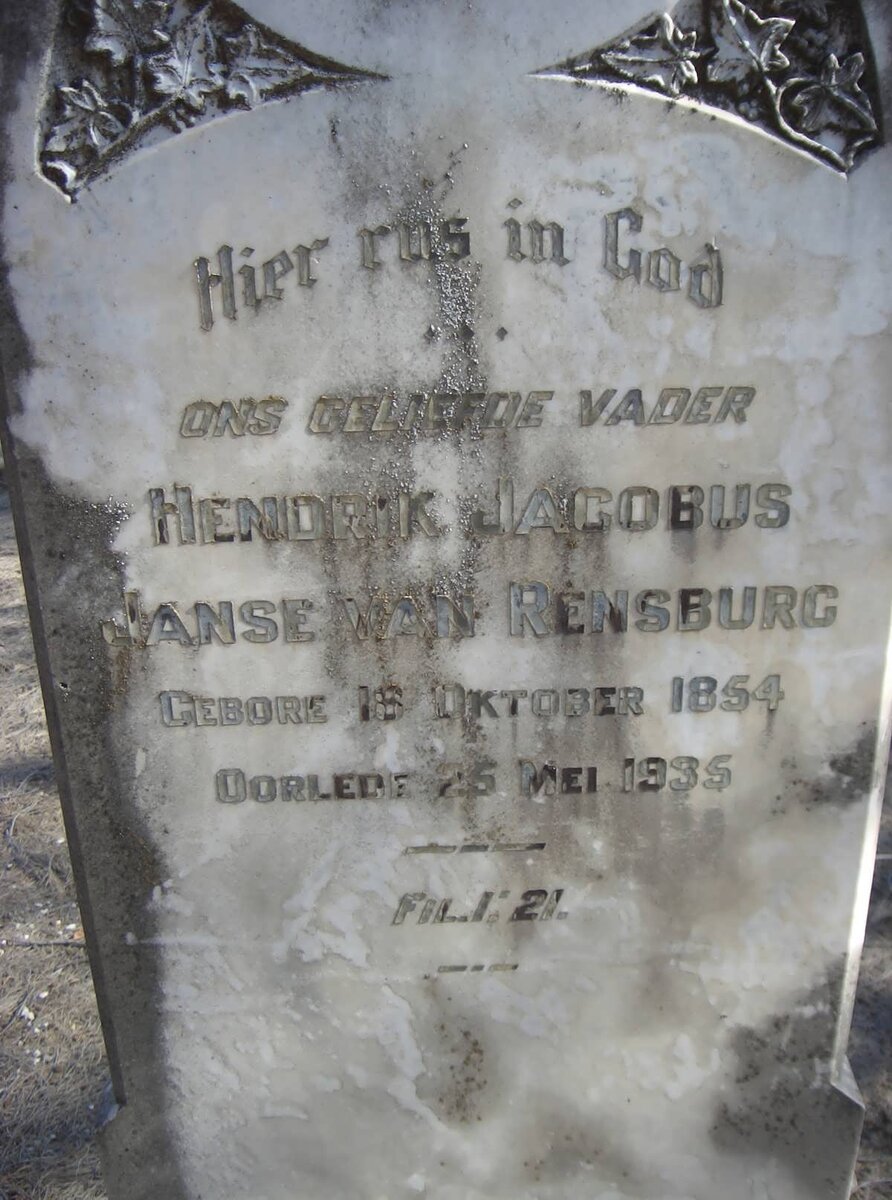 Hier rus in God
ONS GELIEFDE VADER
HENDRIK JACOBUS
JANSE VAN RENSBURG
GEBORE 18 OKTOBER 1854
OORLEDE 25 MEI 1935
FIL.1:21.